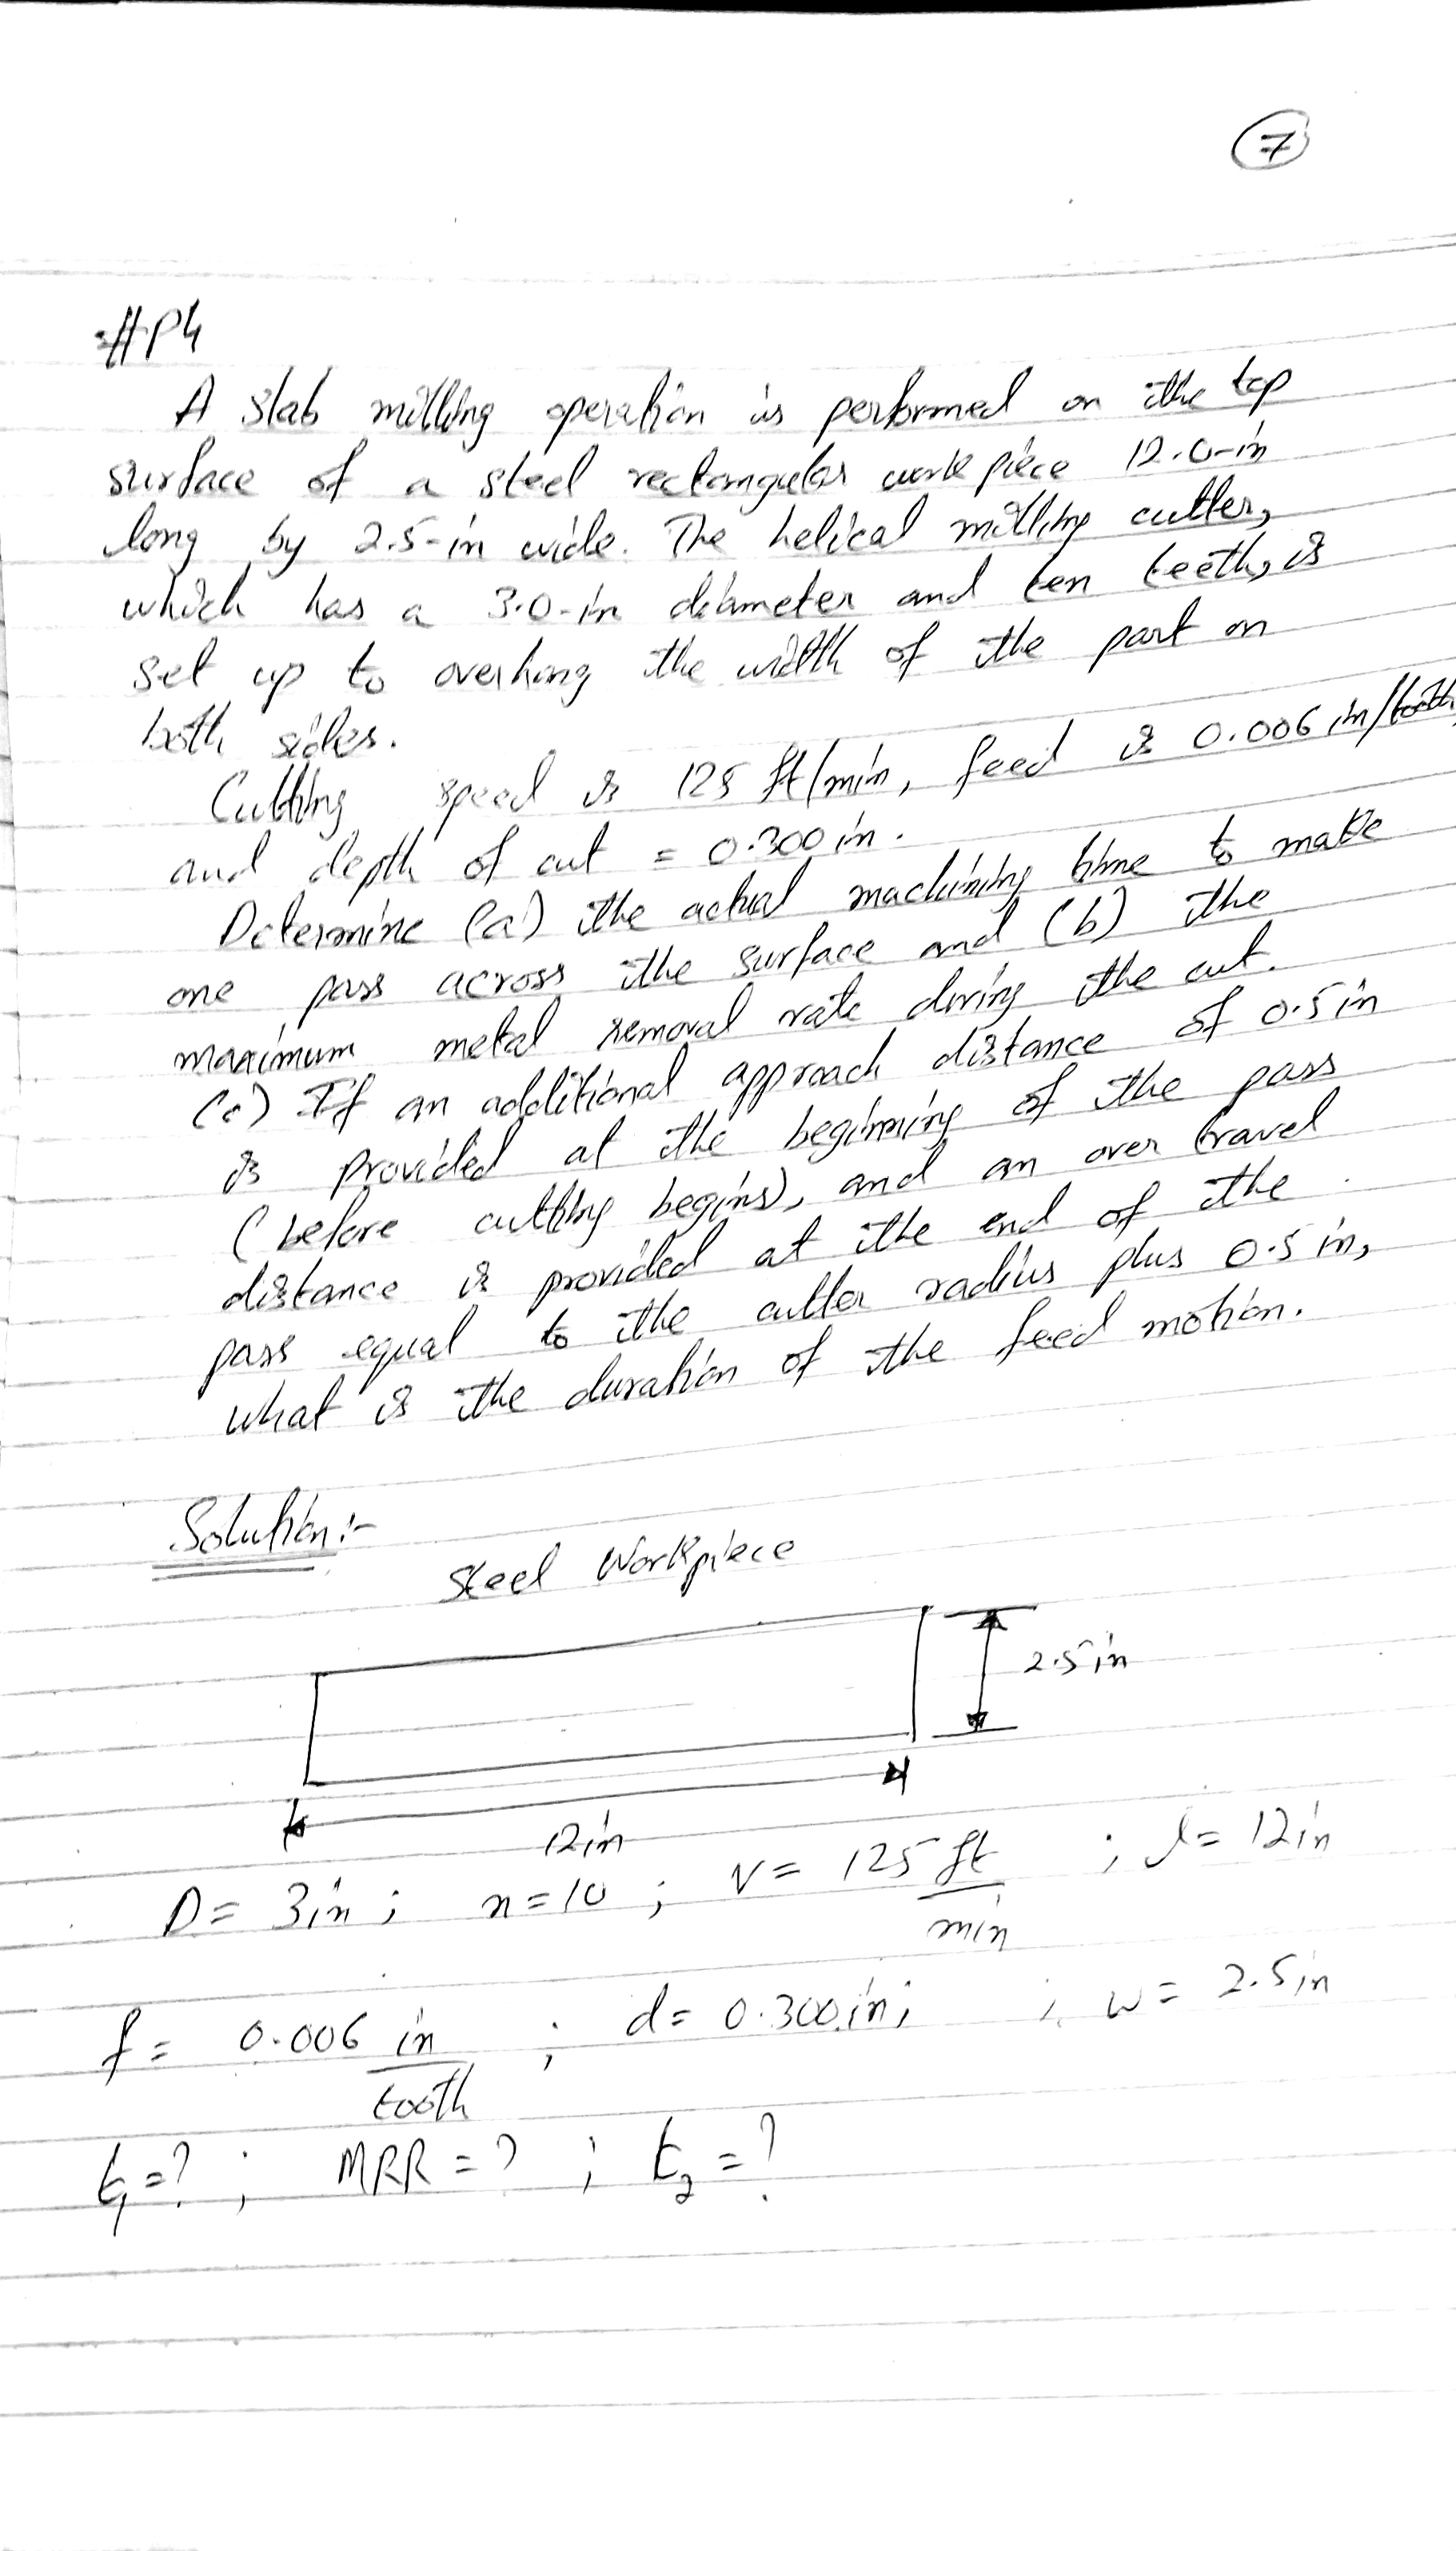 7
#P4
A slab milling operation is performed on the top
surface of a steel rectangular work piece 12.0-in
long by 2.5-in wide. The helical milling cutter,
which has a 3.0-in diameter and ten teeth, is
set up to overhang the width of the part on
both sides.
Cutting speed is 125 ft/min, feed is 0.006 in/tooth,
and depth of cut = 0.300 in.
Determine (a) the actual machining time to make
one pass across the surface and (b) the
maximum metal removal rate during the cut.
(c) If an additional approach distance of 0.5 in
is provided at the beginning of the pass
(before cutting begins), and an over travel
distance is provided at the end of the
pass equal to the cutter radius plus 0.5 in,
what is the duration of the feed motion.
Solution:-
Steel Workpiece
2.5 in
12 in
D = 3 in ; n = 10 ; V = 125 ft/min ; l = 12 in
f = 0.006 in/tooth ; d = 0.300 in ; ; w = 2.5 in
t₁ = ? ; MRR = ? ; t₂ = ?